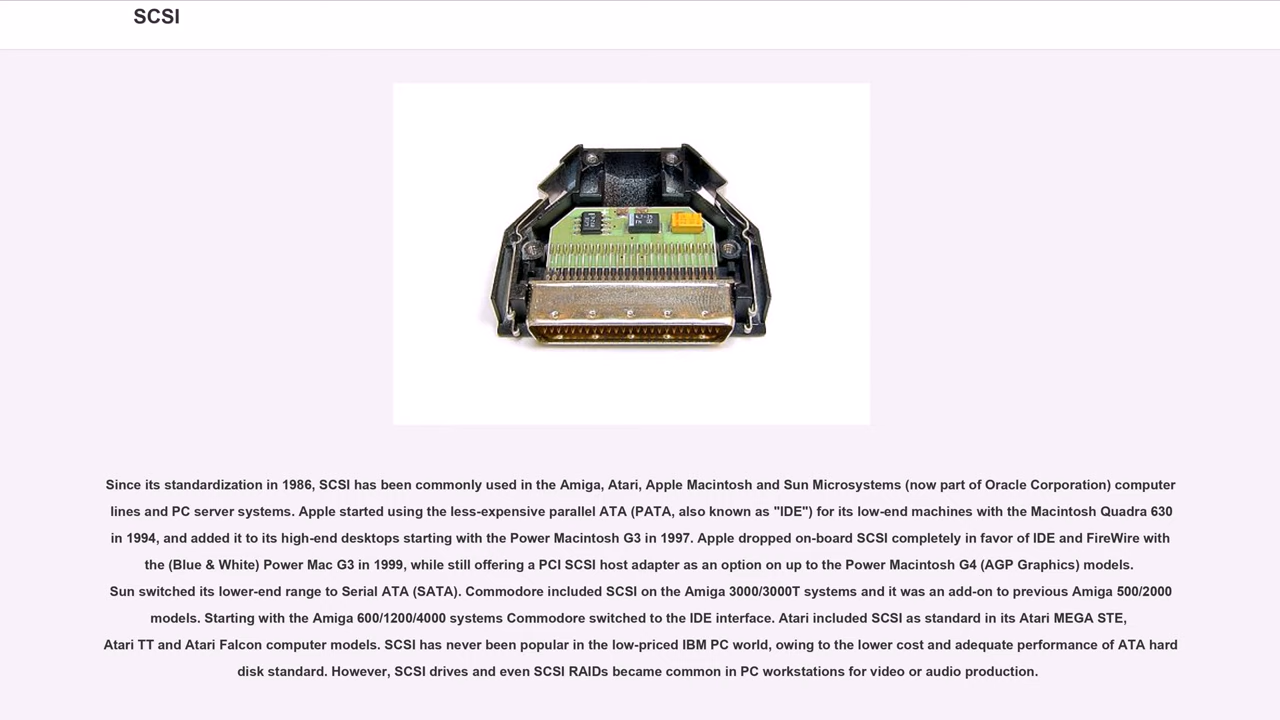 SCSI
Since its standardization in 1986, SCSI has been commonly used in the Amiga, Atari, Apple Macintosh and Sun Microsystems (now part of Oracle Corporation) computer
lines and PC server systems. Apple started using the less-expensive parallel ATA (PATA, also known as "IDE") for its low-end machines with the Macintosh Quadra 630
in 1994, and added it to its high-end desktops starting with the Power Macintosh G3 in 1997. Apple dropped on-board SCSI completely in favor of IDE and FireWire with
the (Blue & White) Power Mac G3 in 1999, while still offering a PCI SCSI host adapter as an option on up to the Power Macintosh G4 (AGP Graphics) models.
Sun switched its lower-end range to Serial ATA (SATA). Commodore included SCSI on the Amiga 3000/3000T systems and it was an add-on to previous Amiga 500/2000
models. Starting with the Amiga 600/1200/4000 systems Commodore switched to the IDE interface. Atari included SCSI as standard in its Atari MEGA STE,
Atari TT and Atari Falcon computer models. SCSI has never been popular in the low-priced IBM PC world, owing to the lower cost and adequate performance of ATA hard
disk standard. However, SCSI drives and even SCSI RAIDs became common in PC workstations for video or audio production.